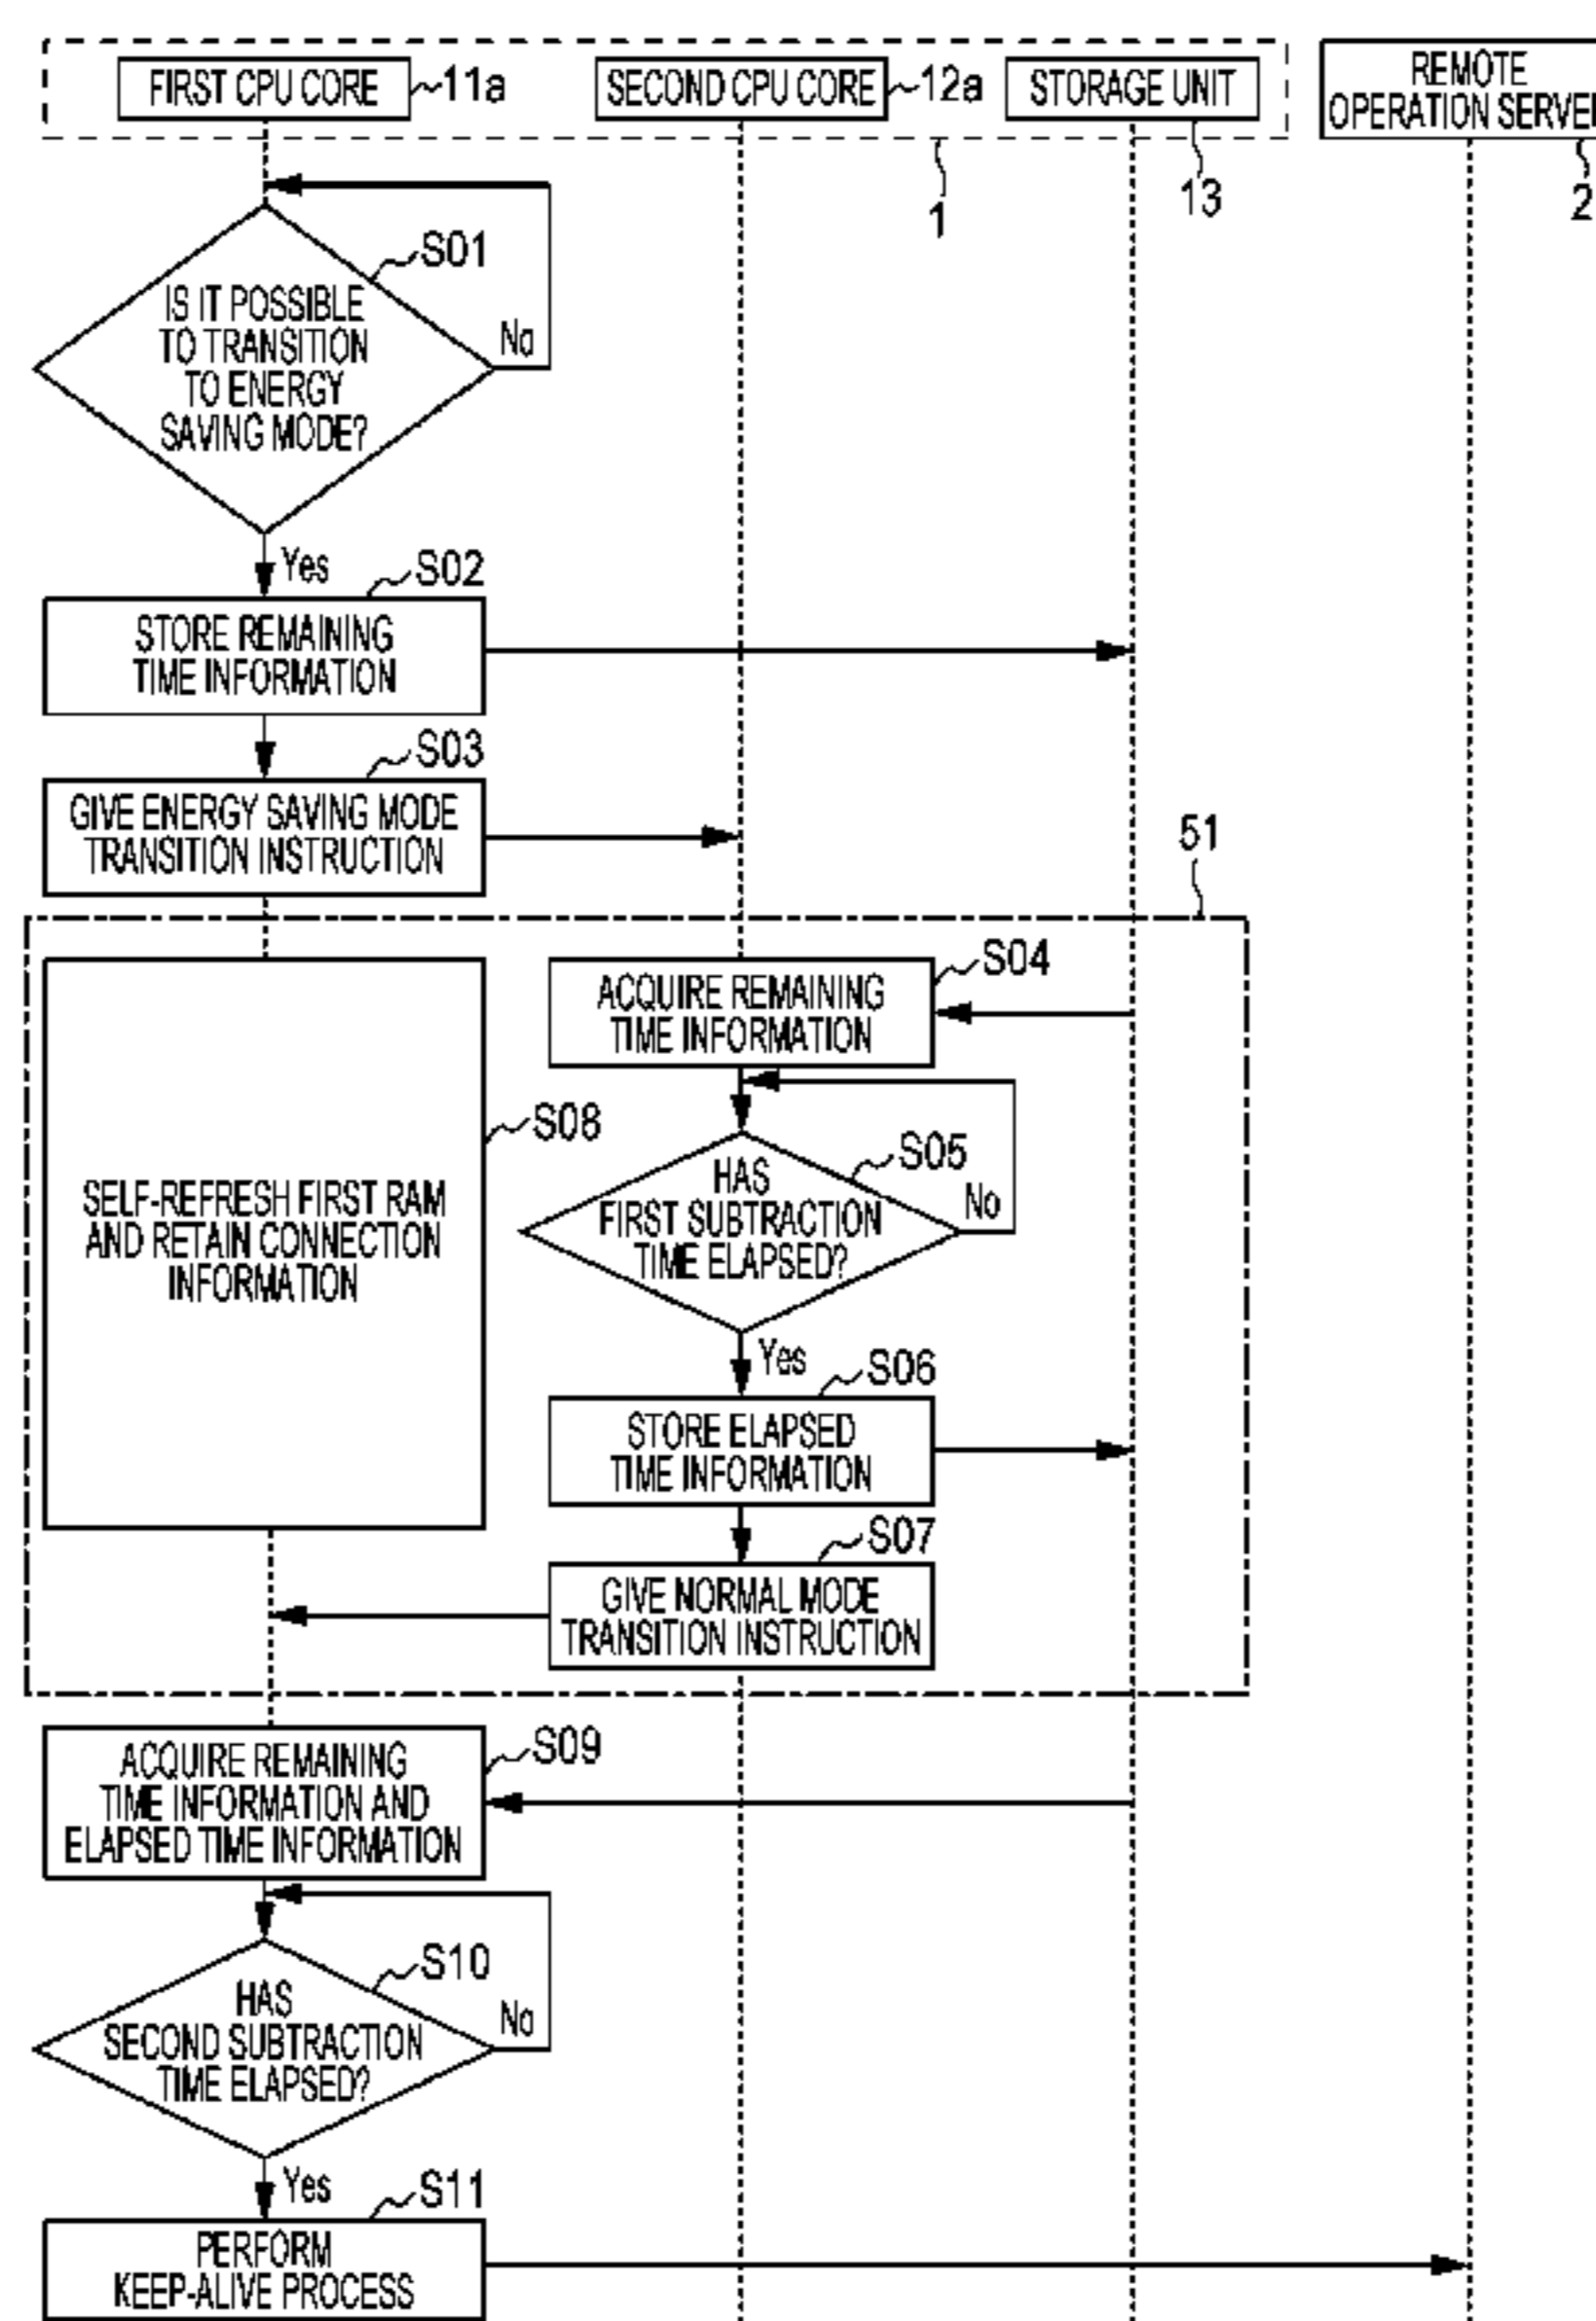 FIRST CPU CORE
11a
SECOND CPU CORE
12a
STORAGE UNIT
REMOTE
OPERATION SERVER
1
13
2
S01
IS IT POSSIBLE
TO TRANSITION
TO ENERGY
SAVING MODE?
No
Yes
S02
STORE REMAINING
TIME INFORMATION
S03
GIVE ENERGY SAVING MODE
TRANSITION INSTRUCTION
51
S04
ACQUIRE REMAINING
TIME INFORMATION
S08
SELF-REFRESH FIRST RAM
AND RETAIN CONNECTION
INFORMATION
S05
HAS
FIRST SUBTRACTION
TIME ELAPSED?
No
Yes
S06
STORE ELAPSED
TIME INFORMATION
S07
GIVE NORMAL MODE
TRANSITION INSTRUCTION
S09
ACQUIRE REMAINING
TIME INFORMATION AND
ELAPSED TIME INFORMATION
S10
HAS
SECOND SUBTRACTION
TIME ELAPSED?
No
Yes
S11
PERFORM
KEEP-ALIVE PROCESS